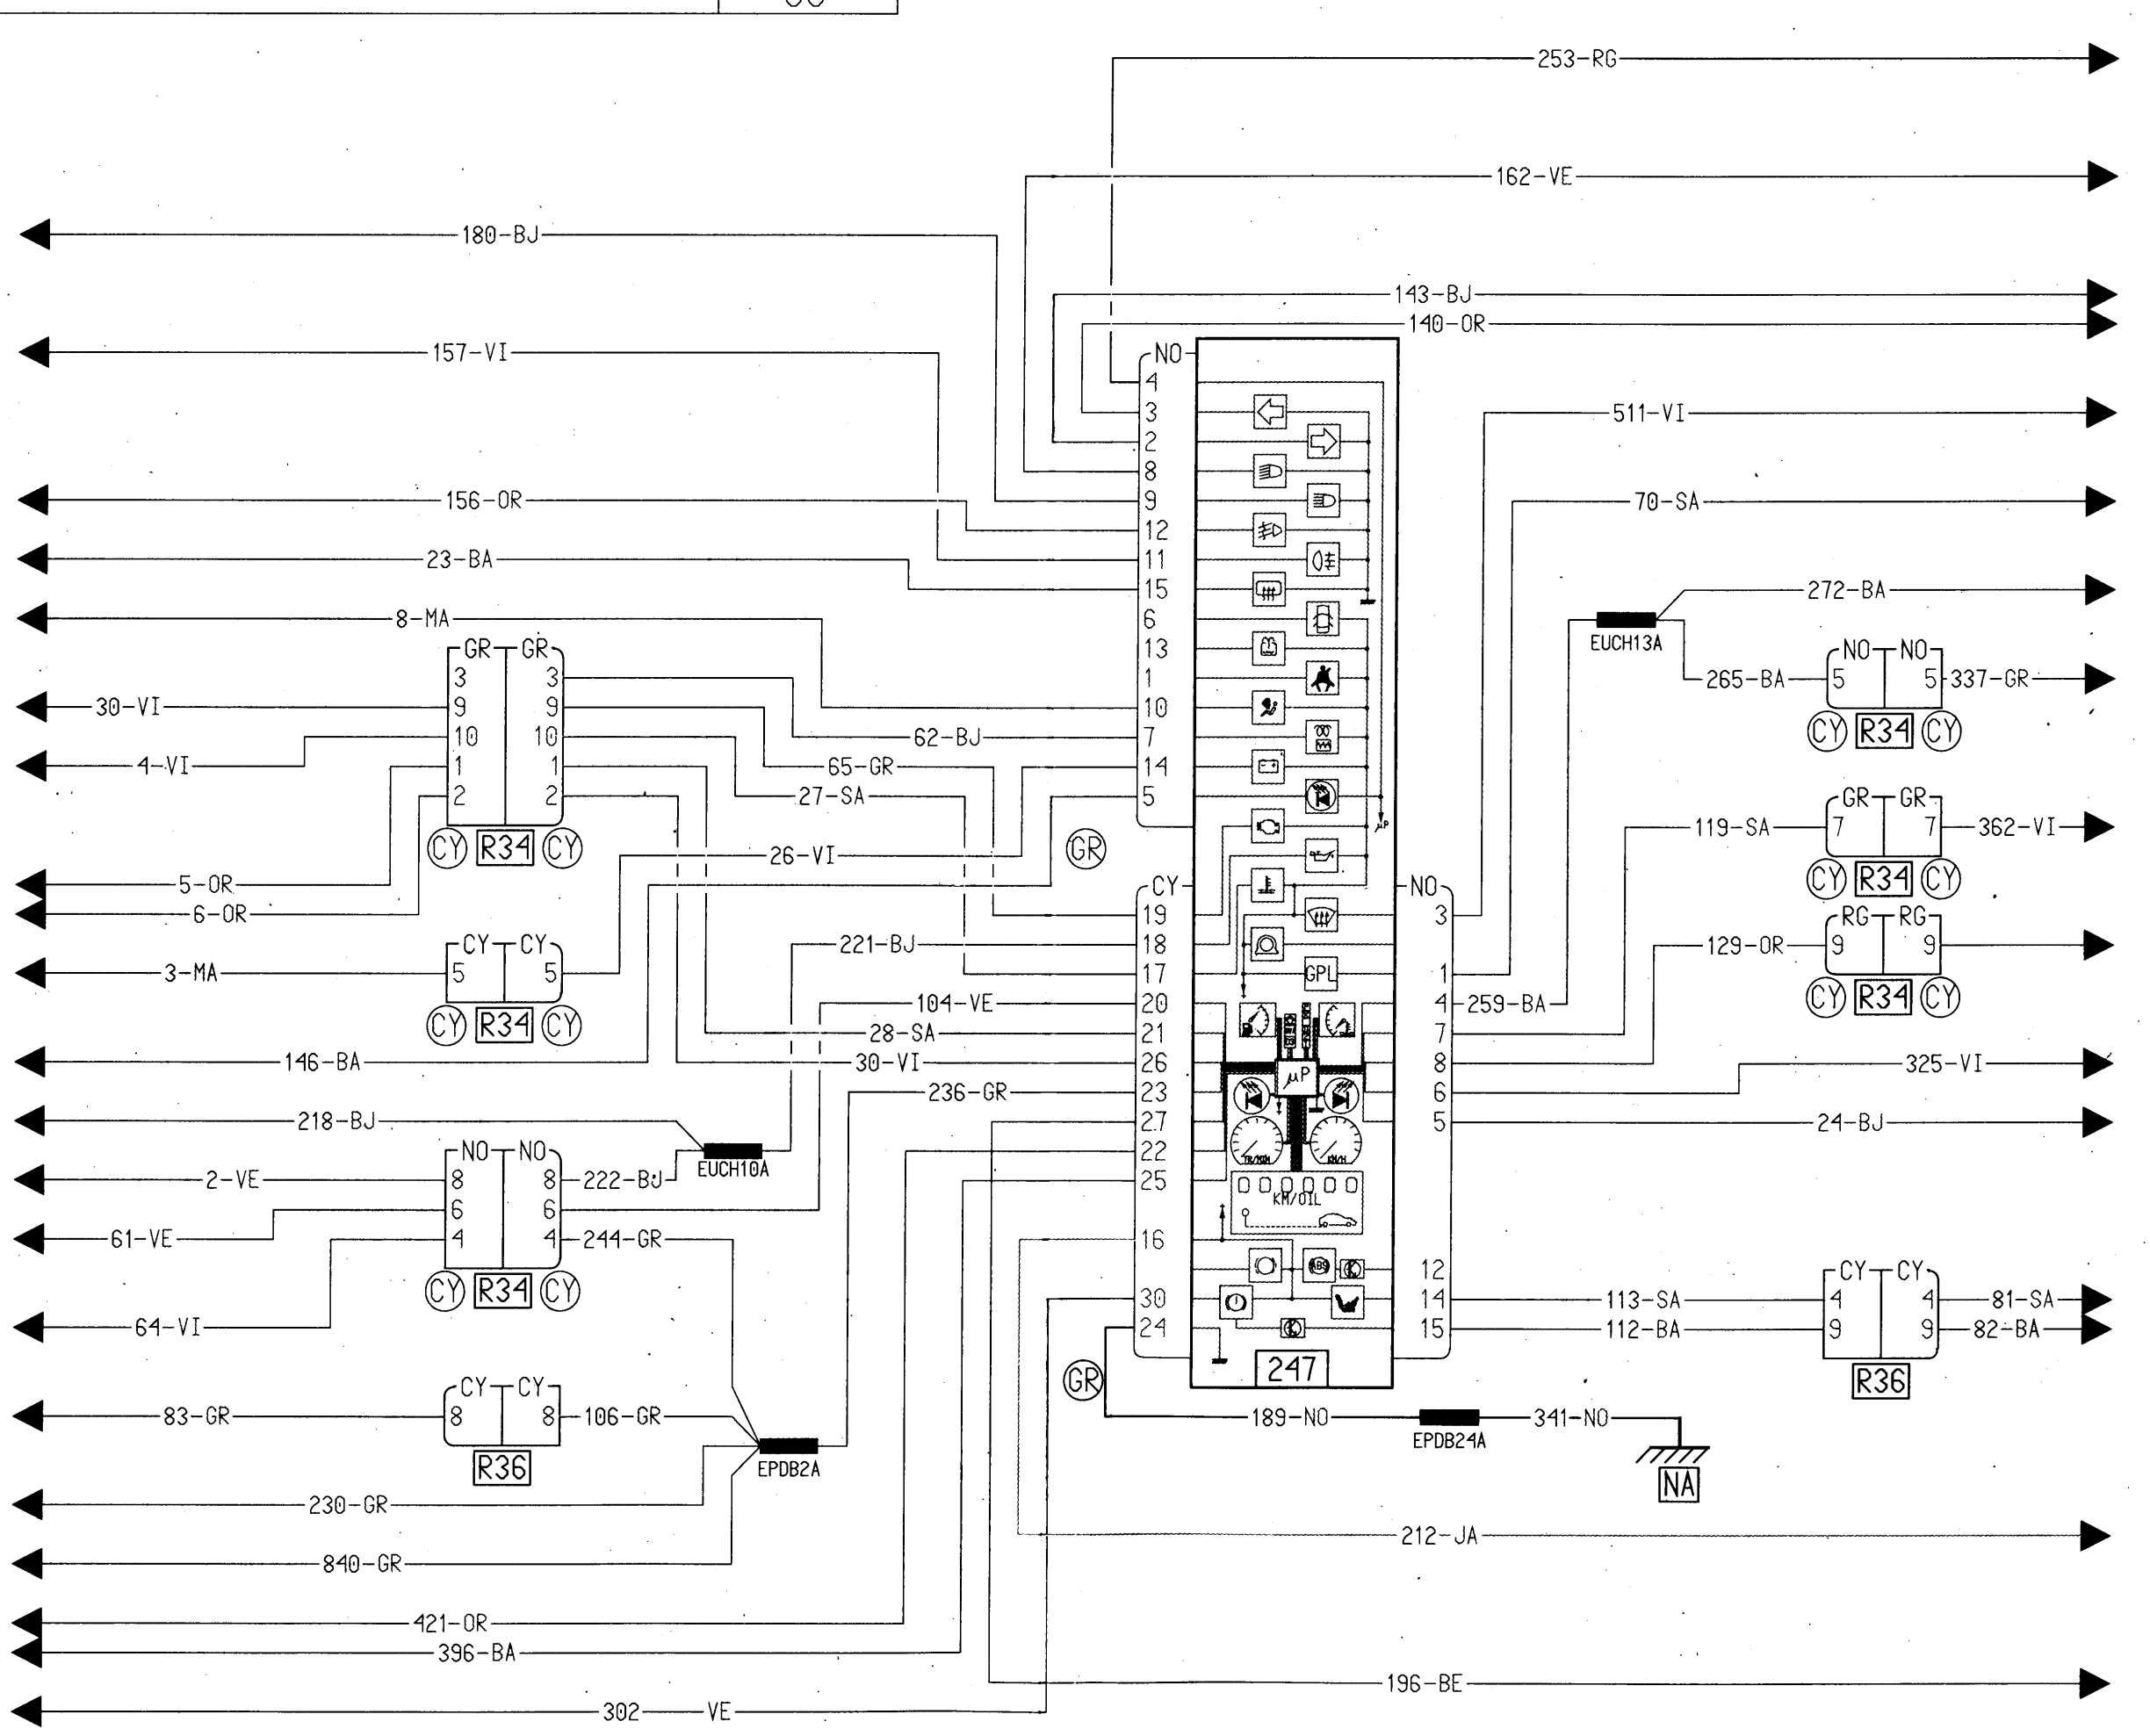 253-RG
162-VE
180-BJ
143-BJ
140-OR
157-VI
NO
4
3
2
8
9
12
11
15
6
13
1
10
7
14
5
511-VI
156-OR
70-SA
23-BA
272-BA
8-MA
EUCH13A
NO NO
265-BA 5 5 337-GR
CY R34 CY
GR GR
3 3
30-VI 9 9
10 10 62-BJ
4-VI 1 1 65-GR
2 2 27-SA
CY R34 CY
26-VI
GR
µP
GR GR
119-SA 7 7 362-VI
CY R34 CY
5-OR
6-OR
CY
19
18
17
20
21
26
23
27
22
25
16
30
24
NO
3
1
4
7
8
6
5
12
14
15
RG RG
129-OR 9 9
CY R34 CY
221-BJ
CY CY
3-MA 5 5
CY R34 CY
GPL
104-VE
259-BA
28-SA
146-BA
30-VI
325-VI
µP
236-GR
218-BJ
24-BJ
EUCH10A
TR/MIN KM/H
NO NO
2-VE 8 8 222-BJ
6 6
61-VE 4 4 244-GR
CY R34 CY
KM/OIL
ABS
64-VI
CY CY
113-SA 4 4 81-SA
112-BA 9 9 82-BA
R36
247
GR
CY CY
83-GR 8 8 106-GR
R36
EPDB2A
189-NO 341-NO
EPDB24A
NA
230-GR
212-JA
840-GR
421-OR
396-BA
196-BE
302 VE